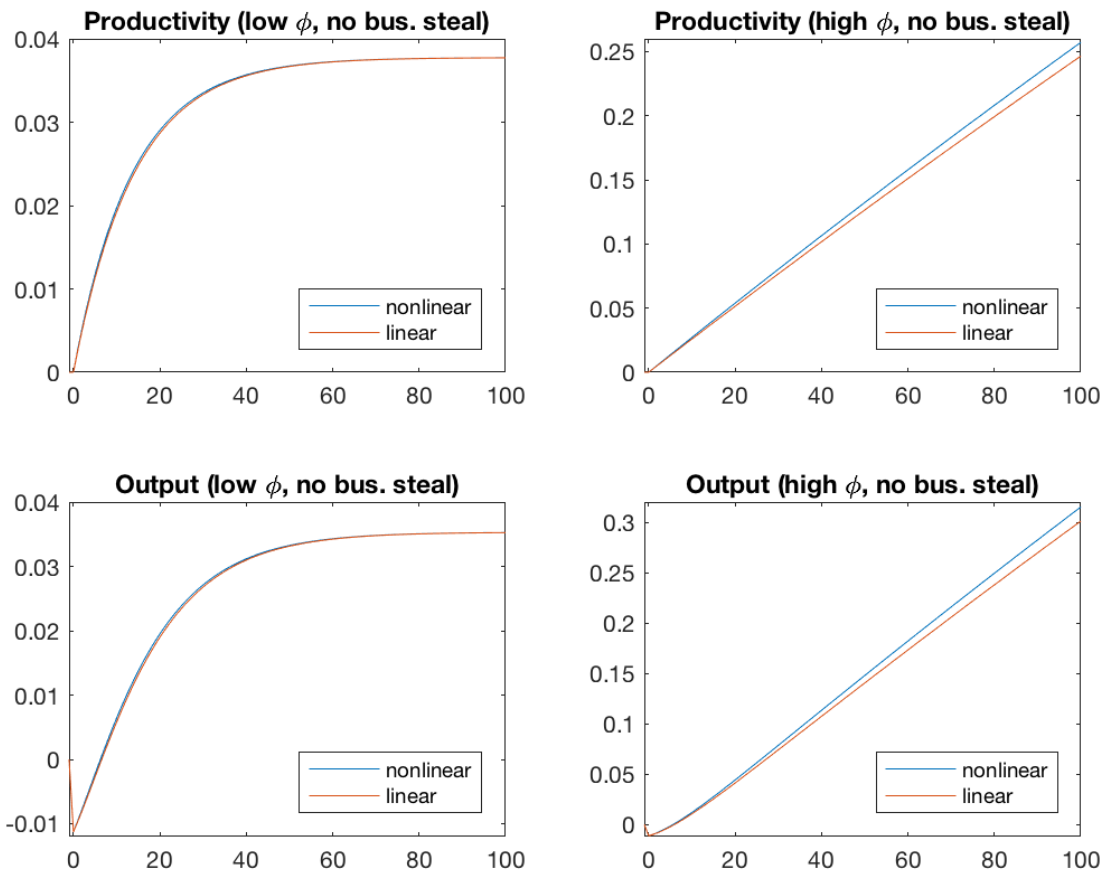 Productivity (low ϕ, no bus. steal)
0.04
0.03
0.02
0.01
0
0 20 40 60 80 100
nonlinear
linear
Productivity (high ϕ, no bus. steal)
0.25
0.2
0.15
0.1
0.05
0
0 20 40 60 80 100
nonlinear
linear
Output (low ϕ, no bus. steal)
0.04
0.03
0.02
0.01
0
-0.01
0 20 40 60 80 100
nonlinear
linear
Output (high ϕ, no bus. steal)
0.3
0.25
0.2
0.15
0.1
0.05
0
0 20 40 60 80 100
nonlinear
linear